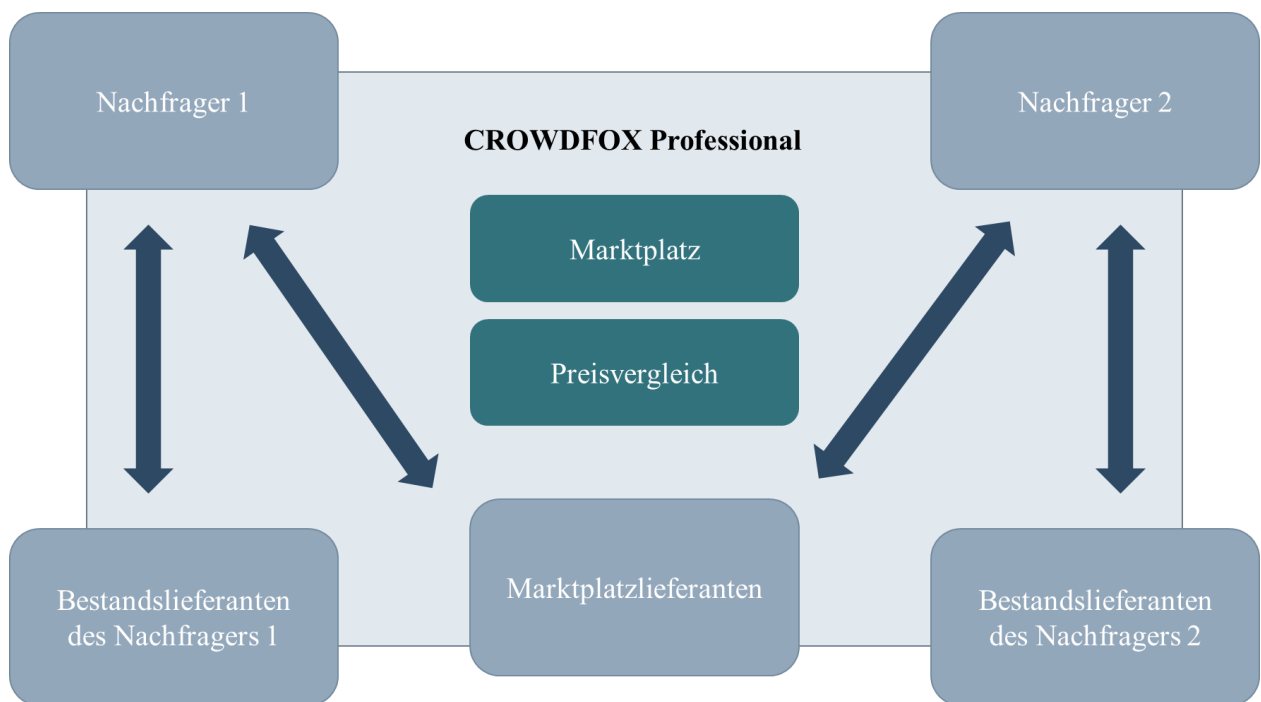 Nachfrager 1
Nachfrager 2
CROWDFOX Professional
Marktplatz
Preisvergleich
Bestandslieferanten
des Nachfragers 1
Marktplatzlieferanten
Bestandslieferanten
des Nachfragers 2